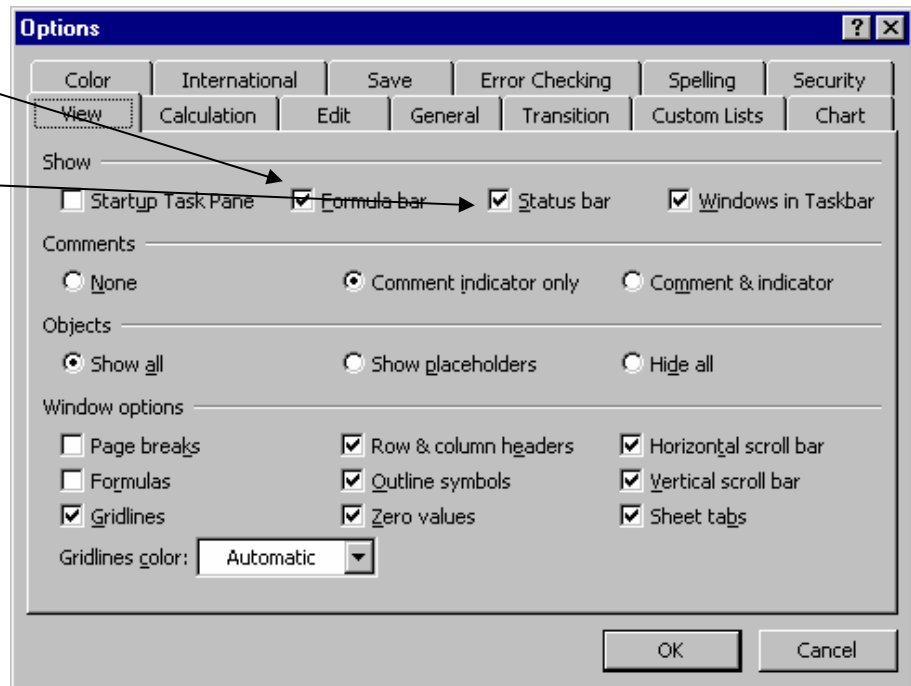 Options
Color International Save Error Checking Spelling Security
View Calculation Edit General Transition Custom Lists Chart
Show
Startup Task Pane Formula bar Status bar Windows in Taskbar
Comments
None Comment indicator only Comment & indicator
Objects
Show all Show placeholders Hide all
Window options
Page breaks Row & column headers Horizontal scroll bar
Formulas Outline symbols Vertical scroll bar
Gridlines Zero values Sheet tabs
Gridlines color: Automatic
OK Cancel